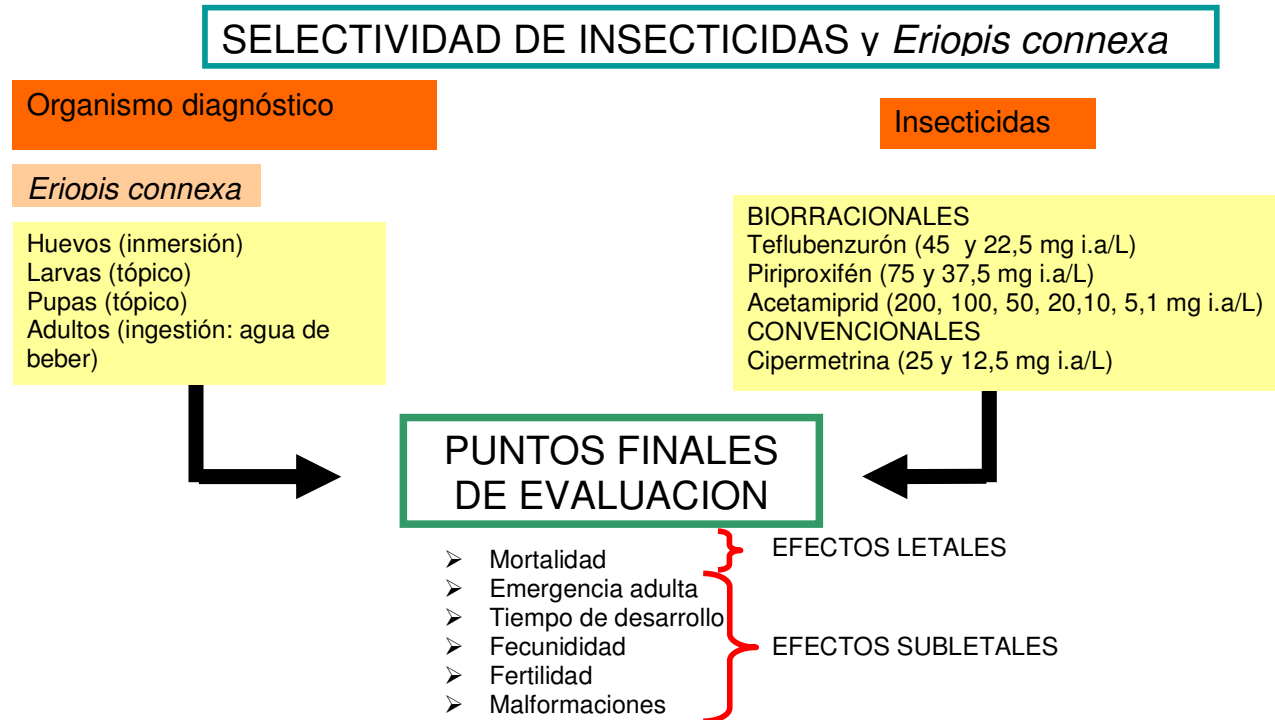 SELECTIVIDAD DE INSECTICIDAS y Eriopis connexa
Organismo diagnóstico
Insecticidas
Eriopis connexa
Huevos (inmersión)
Larvas (tópico)
Pupas (tópico)
Adultos (ingestión: agua de
beber)
BIORRACIONALES
Teflubenzurón (45 y 22,5 mg i.a/L)
Piriproxifén (75 y 37,5 mg i.a/L)
Acetamiprid (200, 100, 50, 20,10, 5,1 mg i.a/L)
CONVENCIONALES
Cipermetrina (25 y 12,5 mg i.a/L)
PUNTOS FINALES
DE EVALUACION
➢ Mortalidad
➢ Emergencia adulta
➢ Tiempo de desarrollo
➢ Fecunididad
➢ Fertilidad
➢ Malformaciones
EFECTOS LETALES
EFECTOS SUBLETALES